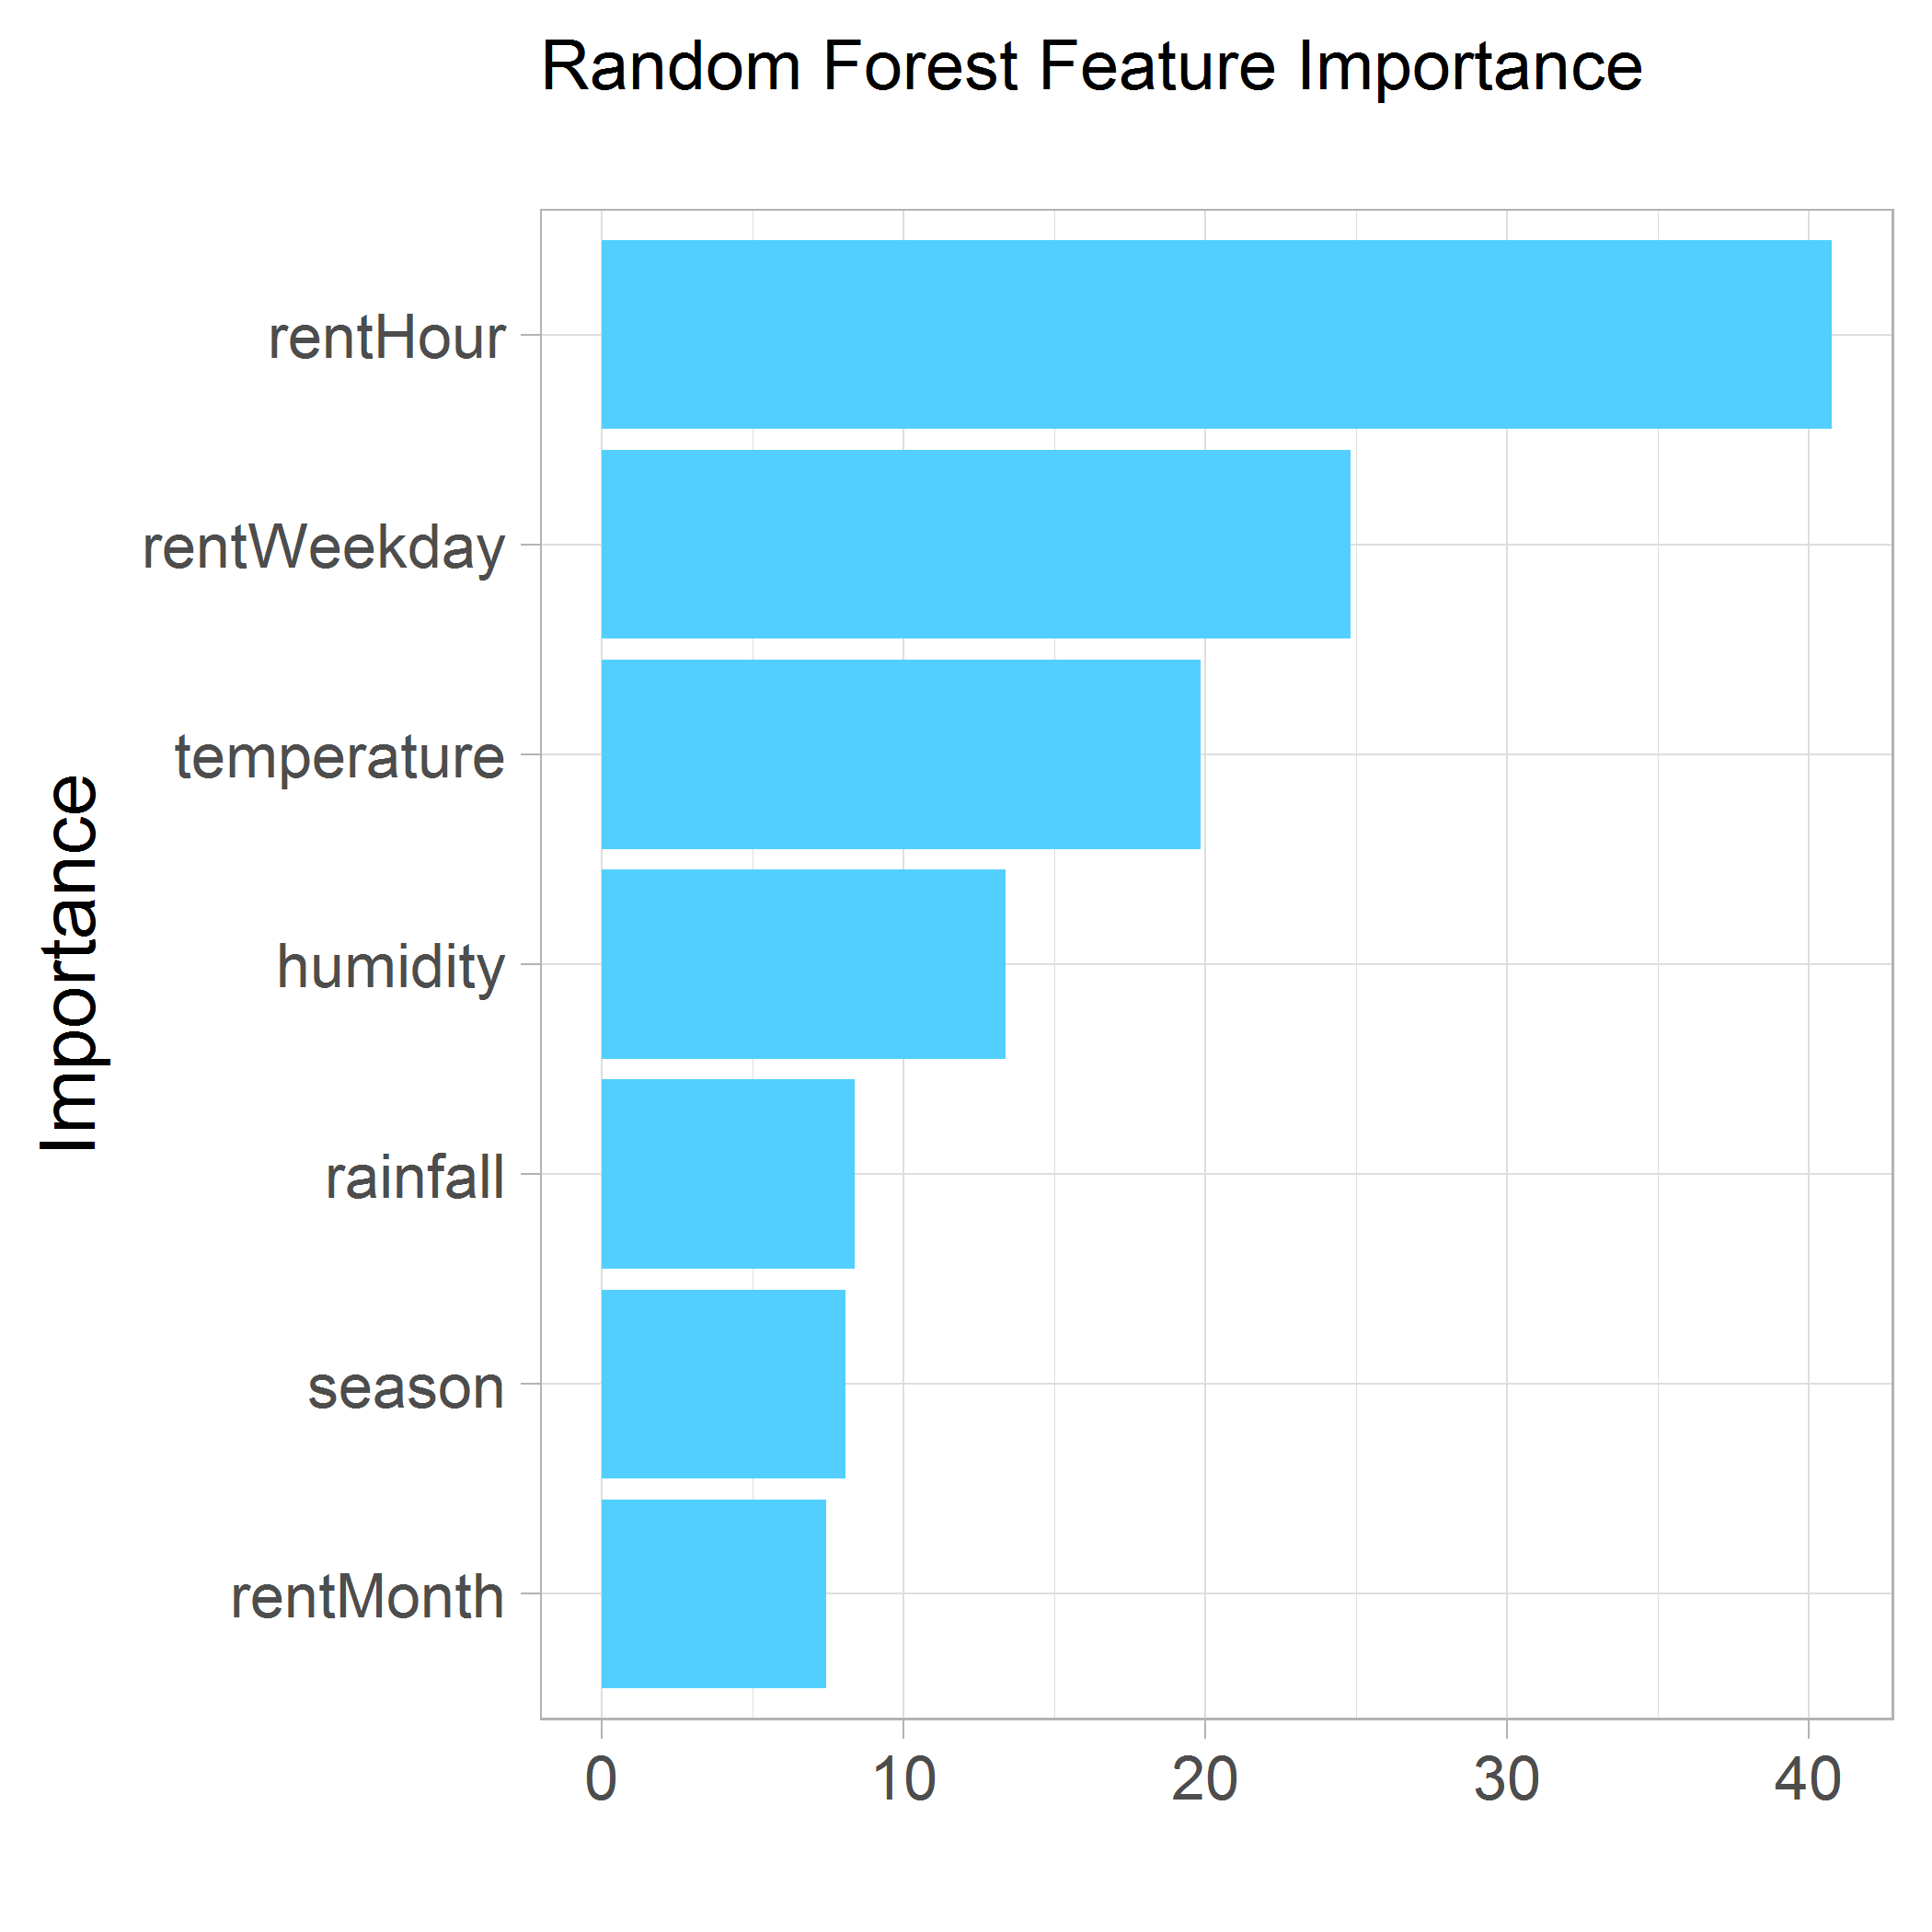 Random Forest Feature Importance
Importance
rentHour
rentWeekday
temperature
humidity
rainfall
season
rentMonth
0 10 20 30 40